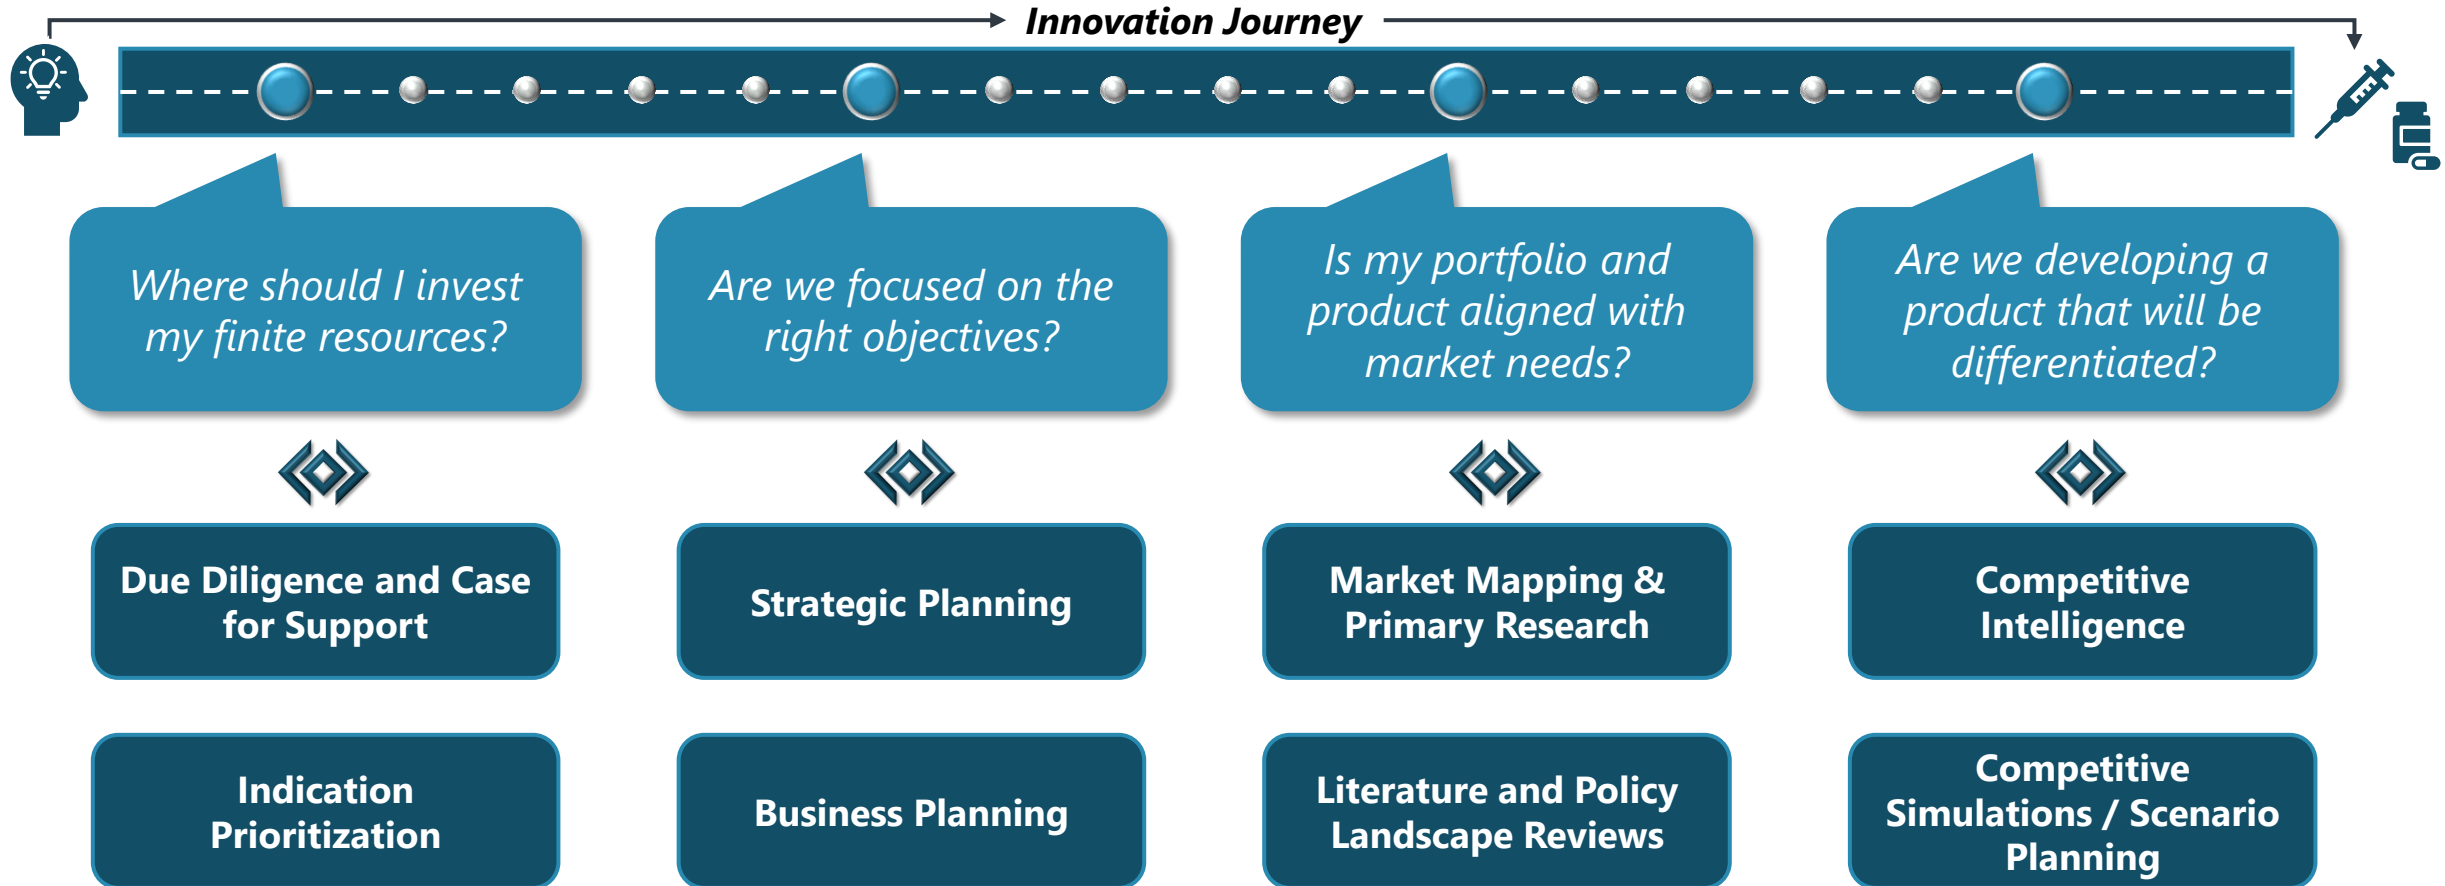 Innovation Journey
Where should I invest
my finite resources?
Are we focused on the
right objectives?
Is my portfolio and
product aligned with
market needs?
Are we developing a
product that will be
differentiated?
Due Diligence and Case
for Support
Strategic Planning
Market Mapping &
Primary Research
Competitive
Intelligence
Indication
Prioritization
Business Planning
Literature and Policy
Landscape Reviews
Competitive
Simulations / Scenario
Planning